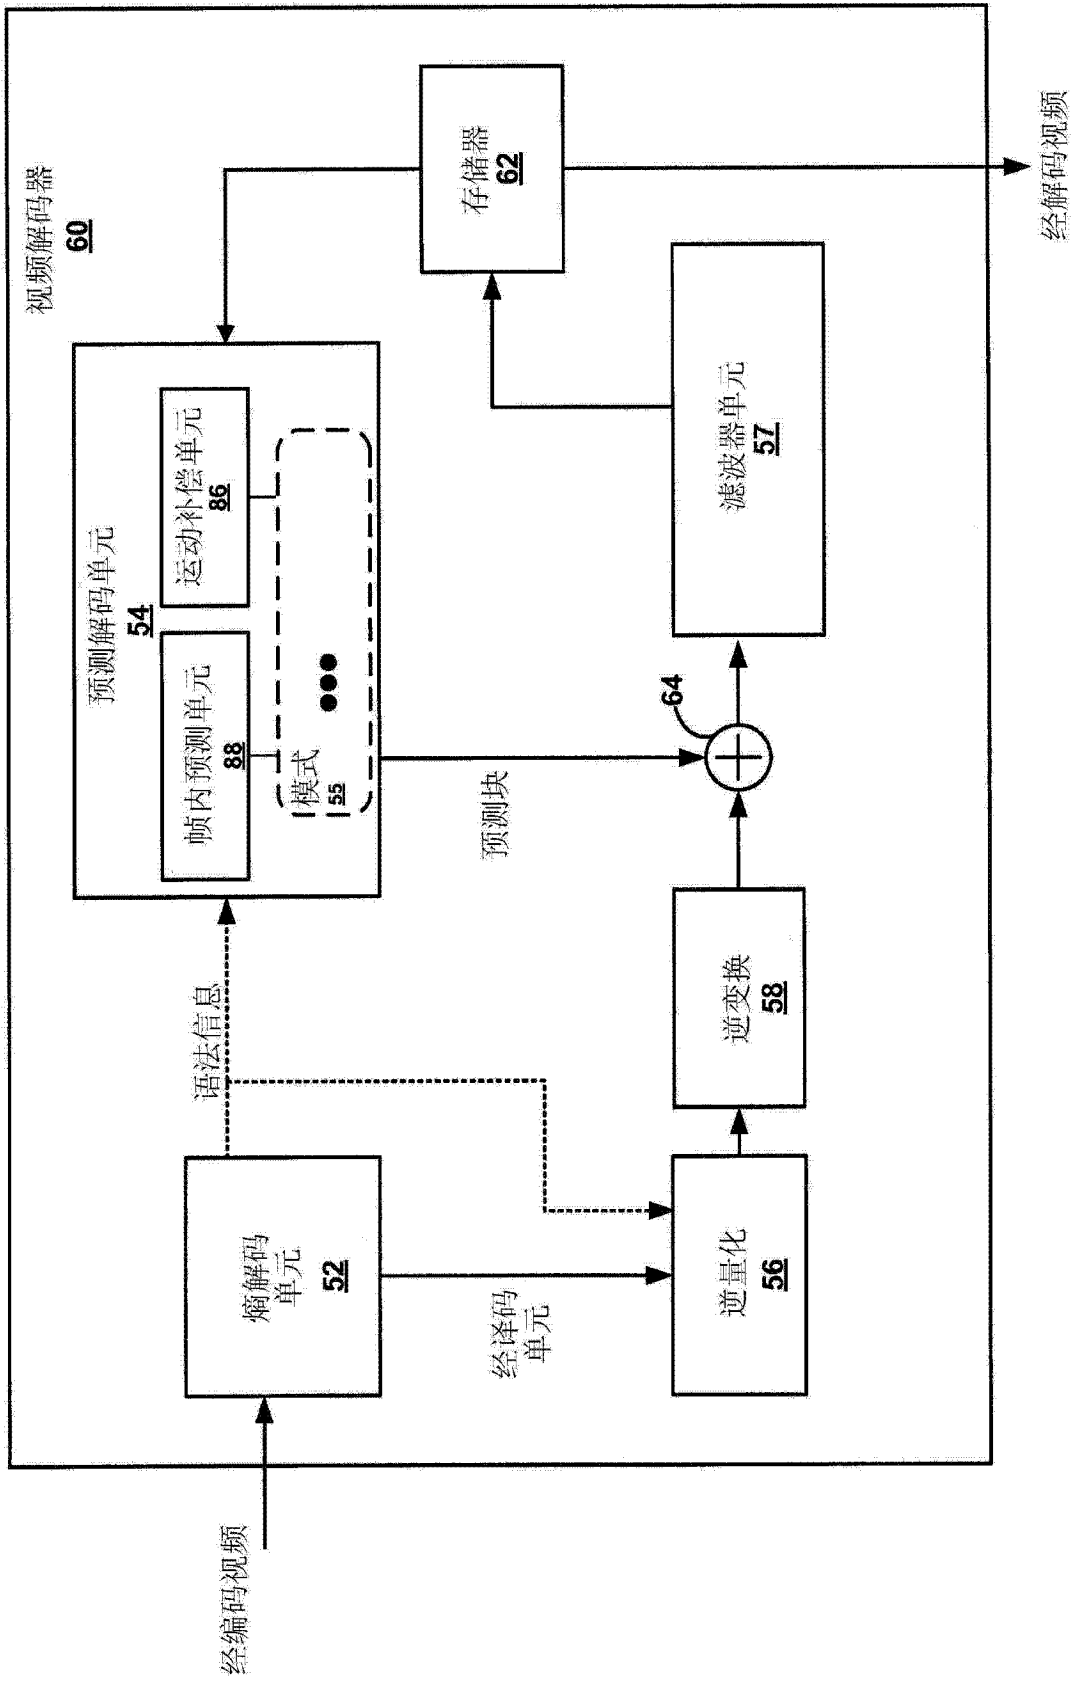 视频解码器
60
预测解码单元
54
帧内预测单元
88
运动补偿单元
86
模式
55
存储器
62
语法信息
熵解码
单元
52
预测块
64
经编码视频
经译码
单元
逆量化
56
逆变换
58
滤波器单元
57
经解码视频